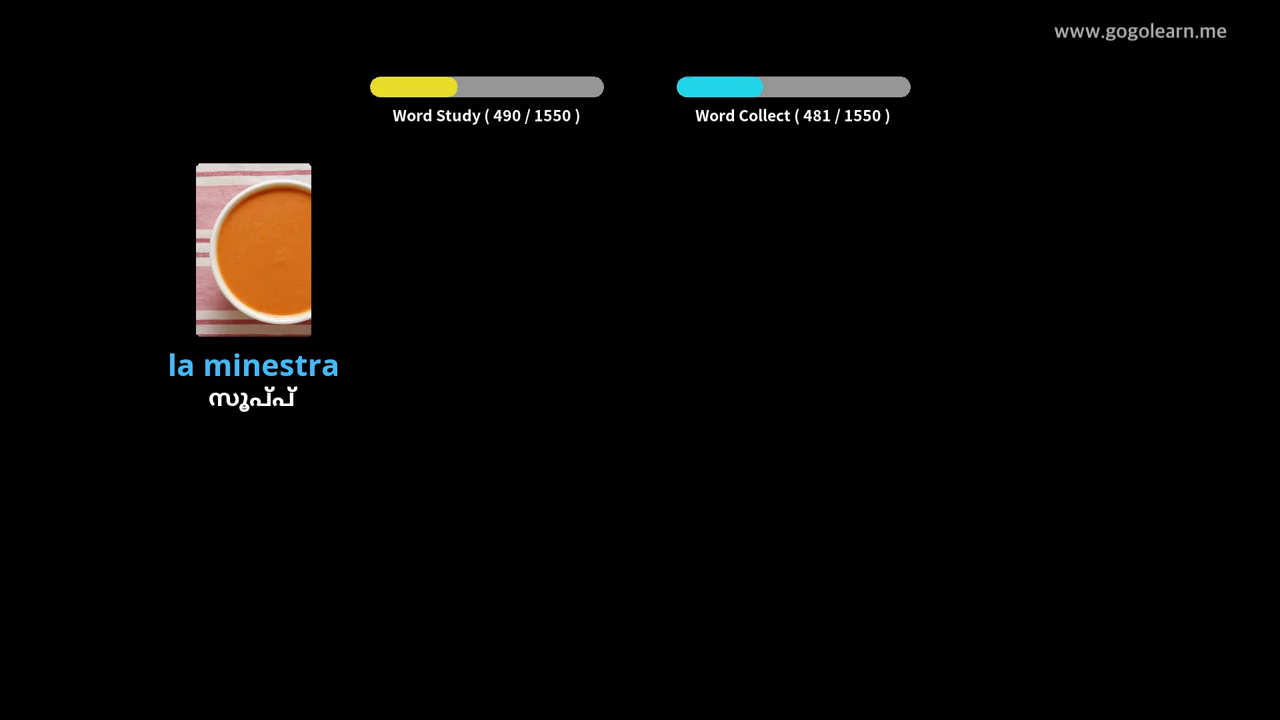 www.gogolearn.me
Word Study ( 490 / 1550 )
Word Collect ( 481 / 1550 )
la minestra
സൂപ്പ്